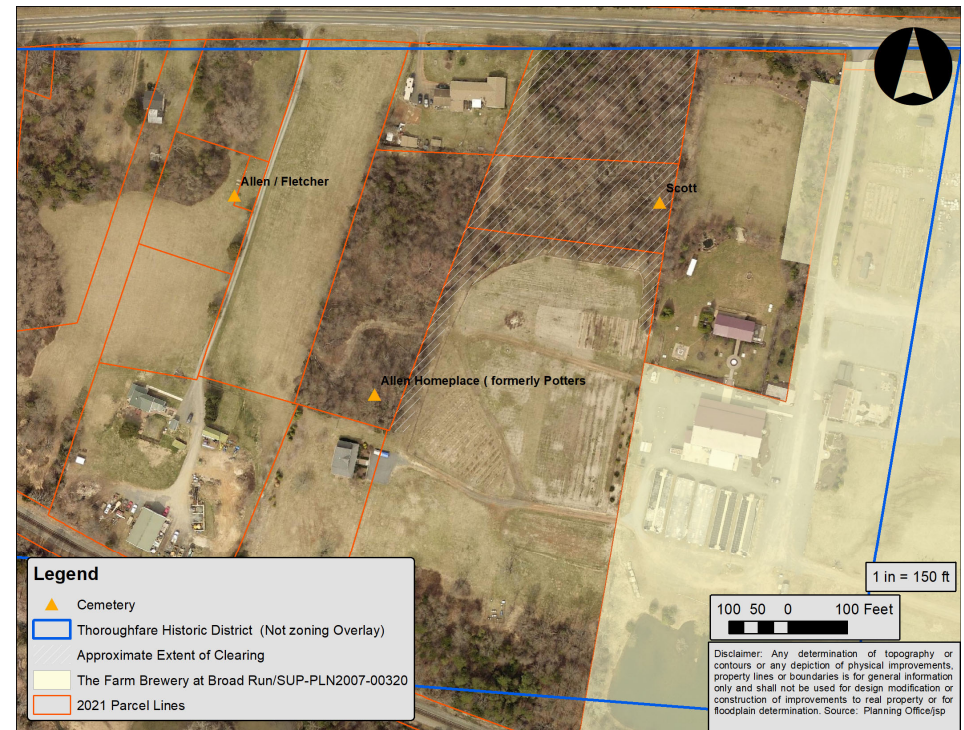 Allen / Fletcher
Scott
Allen Homeplace ( formerly Potters
Legend
Cemetery
Thoroughfare Historic District  (Not zoning Overlay)
Approximate Extent of Clearing
The Farm Brewery at Broad Run/SUP-PLN2007-00320
2021 Parcel Lines
1 in = 150 ft
100 50 0 100 Feet
Disclaimer: Any determination of topography or
contours or any depiction of physical improvements,
property lines or boundaries is for general information
only and shall not be used for design modification or
construction of improvements to real property or for
floodplain determination. Source: Planning Office/jsp